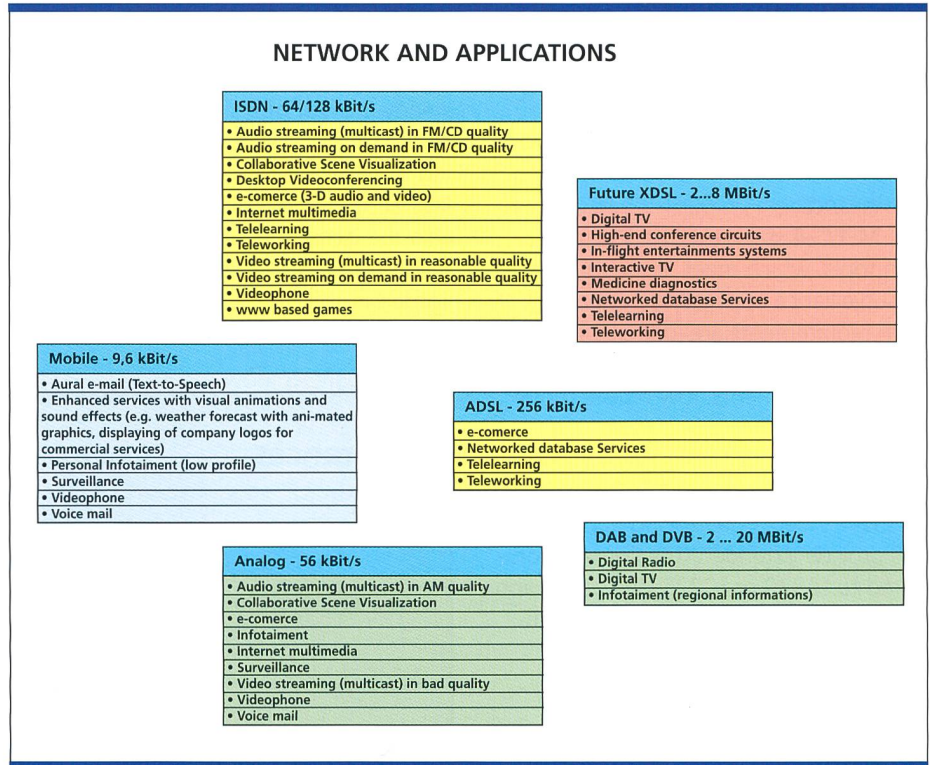 NETWORK AND APPLICATIONS
ISDN - 64/128 kBit/s
• Audio streaming (multicast) in FM/CD quality
• Audio streaming on demand in FM/CD quality
• Collaborative Scene Visualization
• Desktop Videoconferencing
• e-comerce (3-D audio and video)
• Internet multimedia
• Telelearning
• Teleworking
• Video streaming (multicast) in reasonable quality
• Video streaming on demand in reasonable quality
• Videophone
• www based games
Future XDSL - 2...8 MBit/s
• Digital TV
• High-end conference circuits
• In-flight entertainments systems
• Interactive TV
• Medicine diagnostics
• Networked database Services
• Telelearning
• Teleworking
Mobile - 9,6 kBit/s
• Aural e-mail (Text-to-Speech)
• Enhanced services with visual animations and
sound effects (e.g. weather forecast with ani-mated
graphics, displaying of company logos for
commercial services)
• Personal Infotaiment (low profile)
• Surveillance
• Videophone
• Voice mail
ADSL - 256 kBit/s
• e-comerce
• Networked database Services
• Telelearning
• Teleworking
DAB and DVB - 2 ... 20 MBit/s
• Digital Radio
• Digital TV
• Infotaiment (regional informations)
Analog - 56 kBit/s
• Audio streaming (multicast) in AM quality
• Collaborative Scene Visualization
• e-comerce
• Infotaiment
• Internet multimedia
• Surveillance
• Video streaming (multicast) in bad quality
• Videophone
• Voice mail